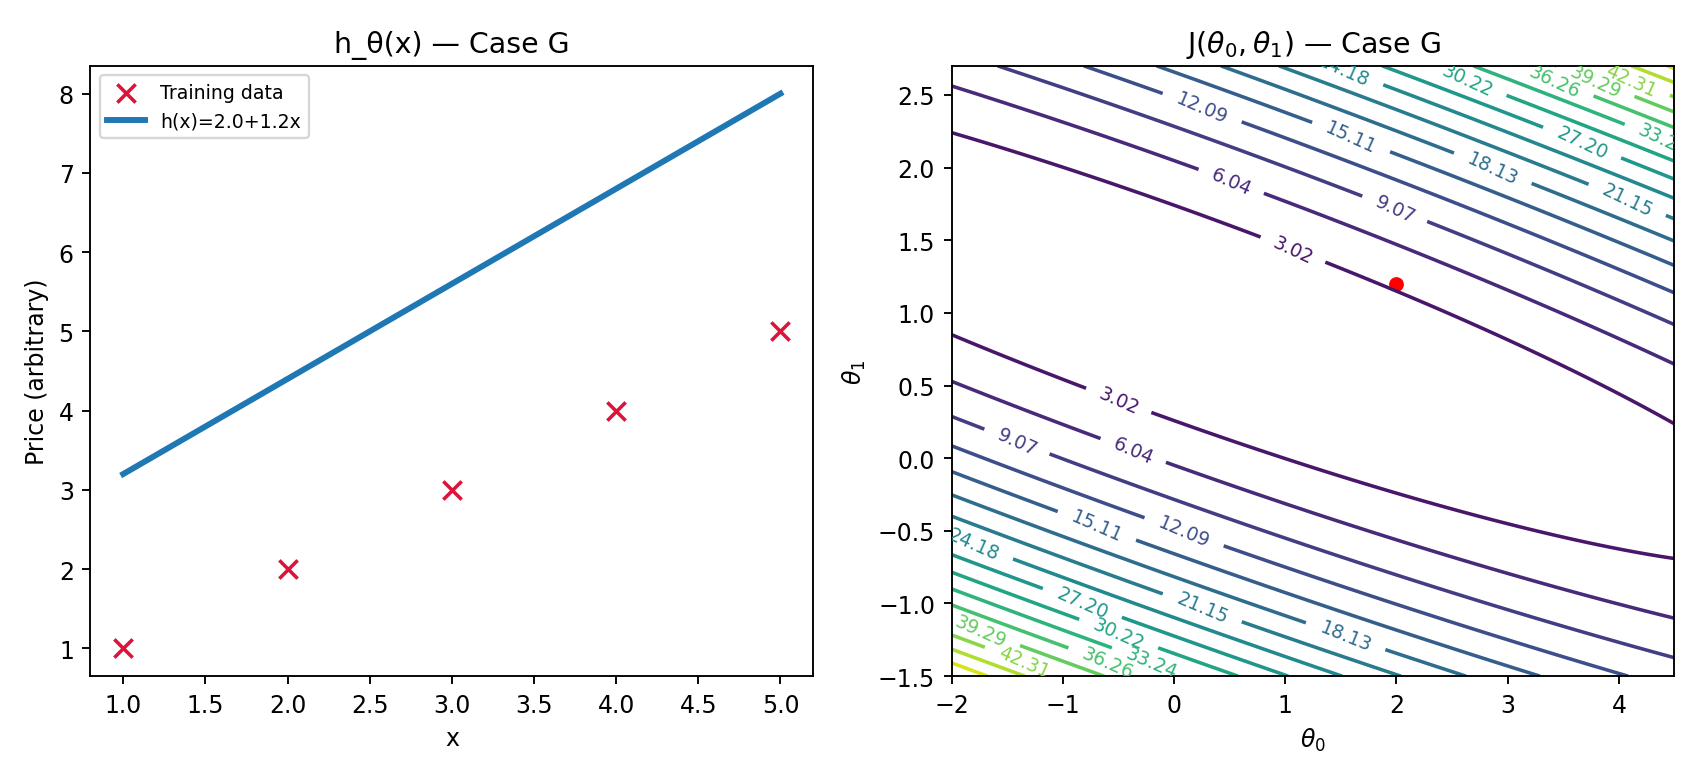 h_θ(x) — Case G
Training data
h(x)=2.0+1.2x
Price (arbitrary)
8
7
6
5
4
3
2
1
1.0 1.5 2.0 2.5 3.0 3.5 4.0 4.5 5.0
x
J(θ₀, θ₁) — Case G
θ₁
2.5
2.0
1.5
1.0
0.5
0.0
−0.5
−1.0
−1.5
30.22 36.26 39.29 42.31
12.09 15.11 27.20
18.13
6.04 9.07 21.15
3.02
3.02
9.07 6.04
15.11 12.09
24.18
27.20 21.15
39.29 30.22 18.13
42.31 36.26 33.24
−2 −1 0 1 2 3 4
θ₀